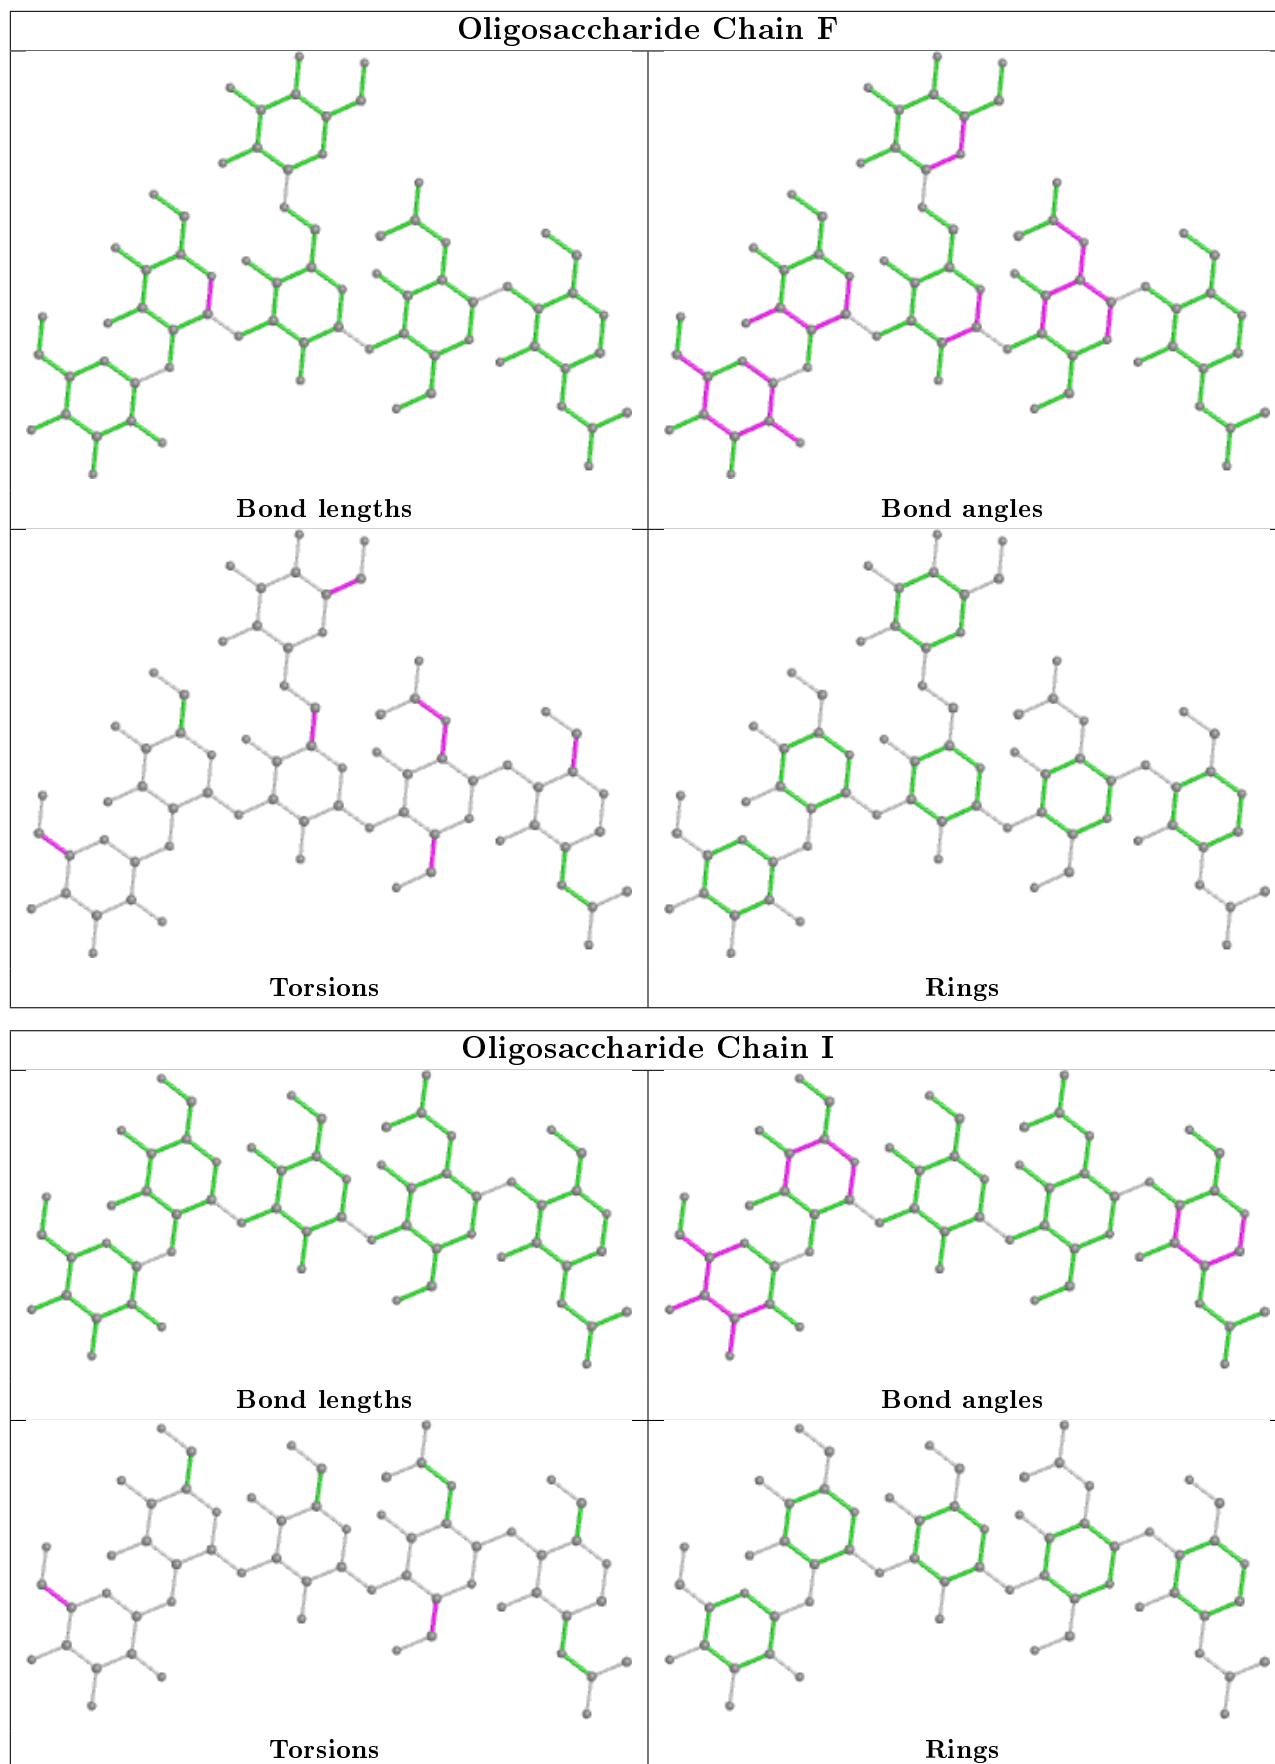 Oligosaccharide Chain F
Bond lengths
Bond angles
Torsions
Rings
Oligosaccharide Chain I
Bond lengths
Bond angles
Torsions
Rings